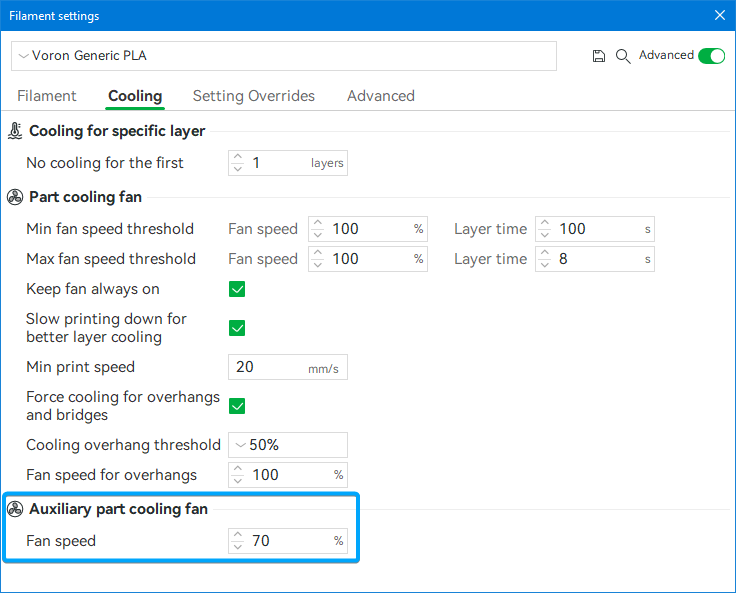 Filament settings
Voron Generic PLA
Advanced
Filament Cooling Setting Overrides Advanced
Cooling for specific layer
No cooling for the first 1 layers
Part cooling fan
Min fan speed threshold Fan speed 100 % Layer time 100 s
Max fan speed threshold Fan speed 100 % Layer time 8 s
Keep fan always on
Slow printing down for
better layer cooling
Min print speed 20 mm/s
Force cooling for overhangs
and bridges
Cooling overhang threshold 50%
Fan speed for overhangs 100 %
Auxiliary part cooling fan
Fan speed 70 %